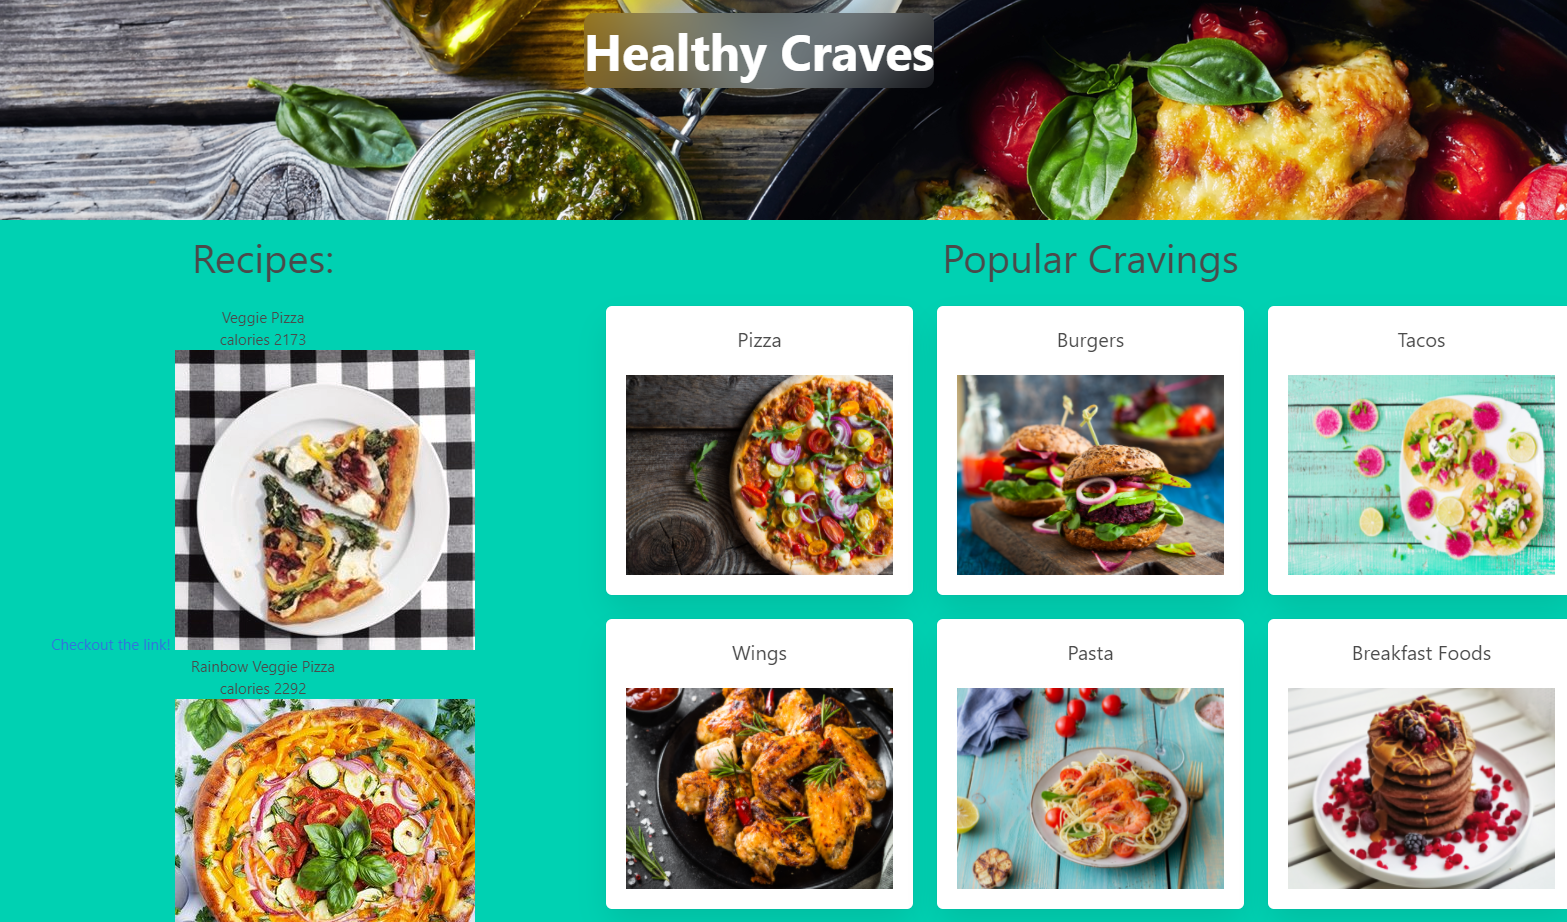 Healthy Craves
Recipes:
Veggie Pizza
calories 2173
Checkout the link!
Rainbow Veggie Pizza
calories 2292
Popular Cravings
Pizza
Burgers
Tacos
Wings
Pasta
Breakfast Foods